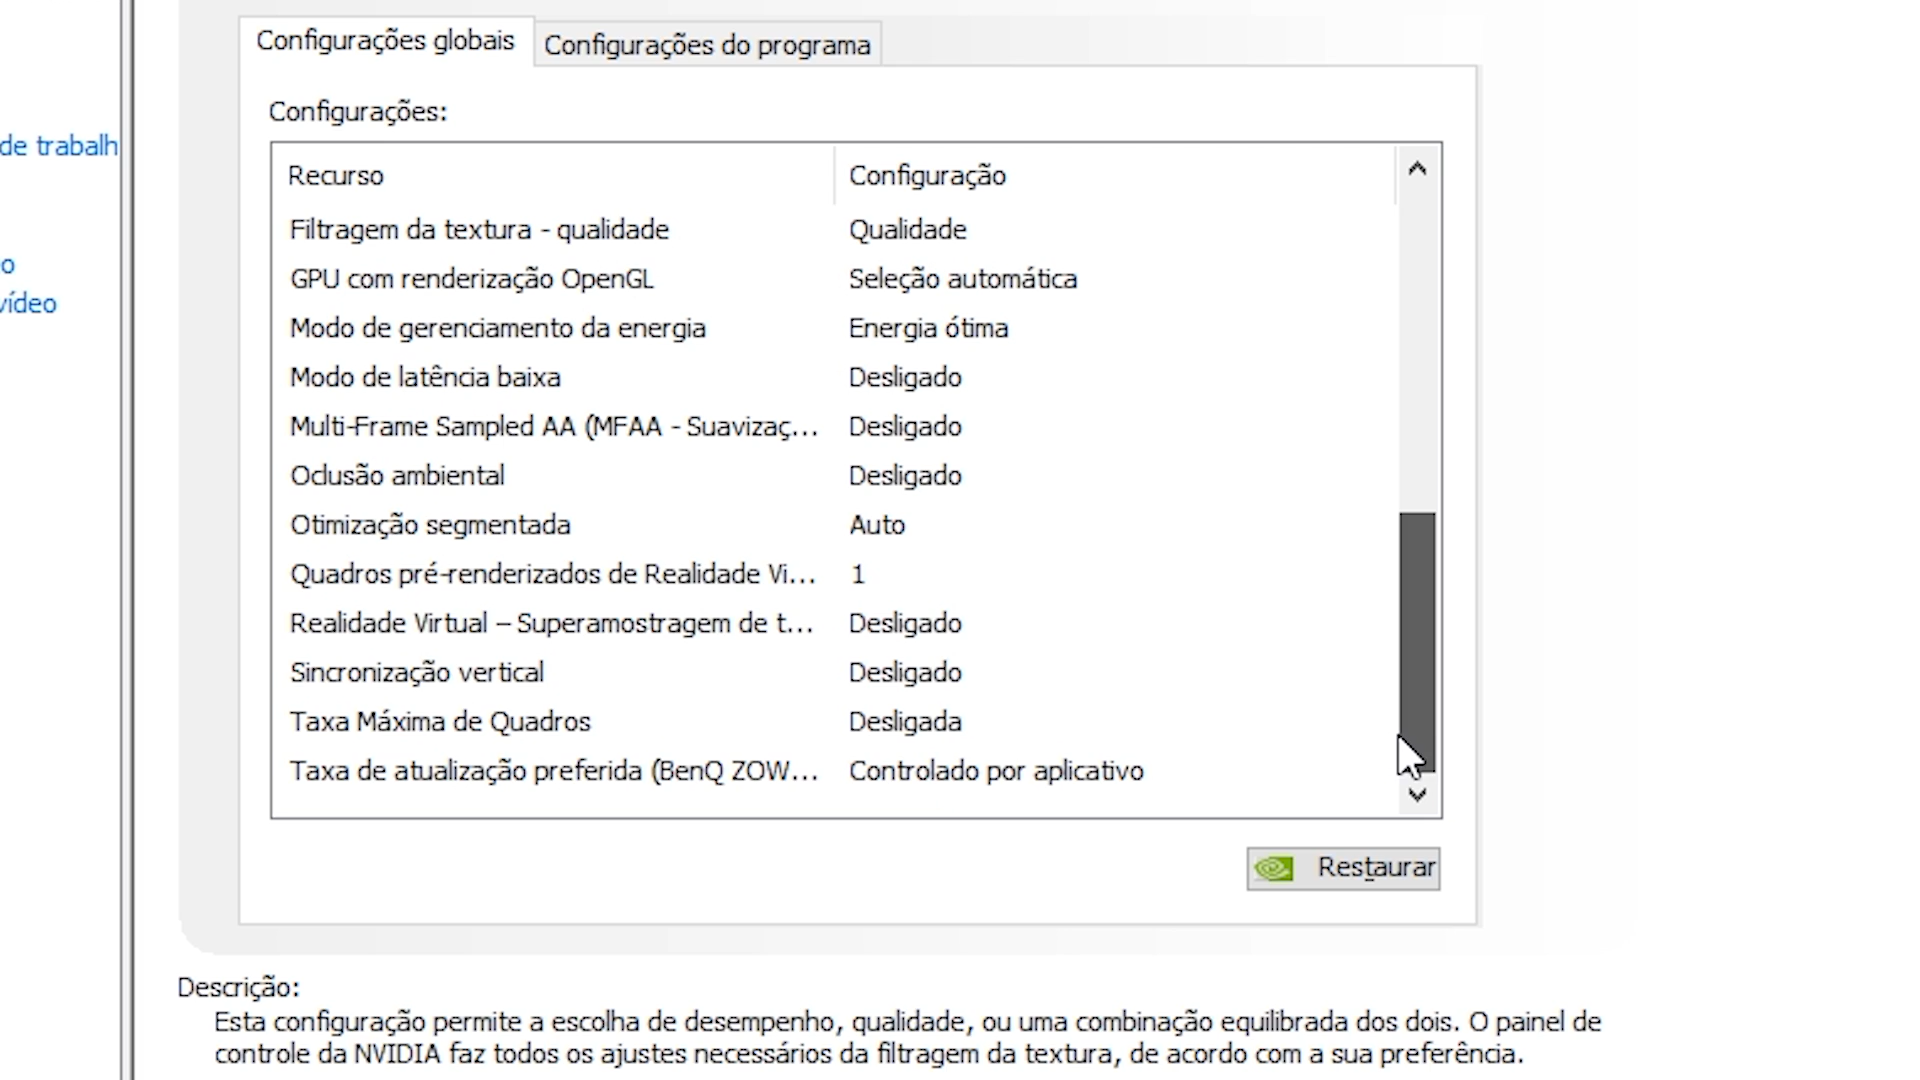 Configurações globais
Configurações do programa
Configurações:
de trabalh
o
vídeo
Recurso Configuração
Filtragem da textura - qualidade Qualidade
GPU com renderização OpenGL Seleção automática
Modo de gerenciamento da energia Energia ótima
Modo de latência baixa Desligado
Multi-Frame Sampled AA (MFAA - Suavizaç... Desligado
Oclusão ambiental Desligado
Otimização segmentada Auto
Quadros pré-renderizados de Realidade Vi... 1
Realidade Virtual – Superamostragem de t... Desligado
Sincronização vertical Desligado
Taxa Máxima de Quadros Desligada
Taxa de atualização preferida (BenQ ZOW... Controlado por aplicativo
Restaurar
Descrição:
Esta configuração permite a escolha de desempenho, qualidade, ou uma combinação equilibrada dos dois. O painel de
controle da NVIDIA faz todos os ajustes necessários da filtragem da textura, de acordo com a sua preferência.